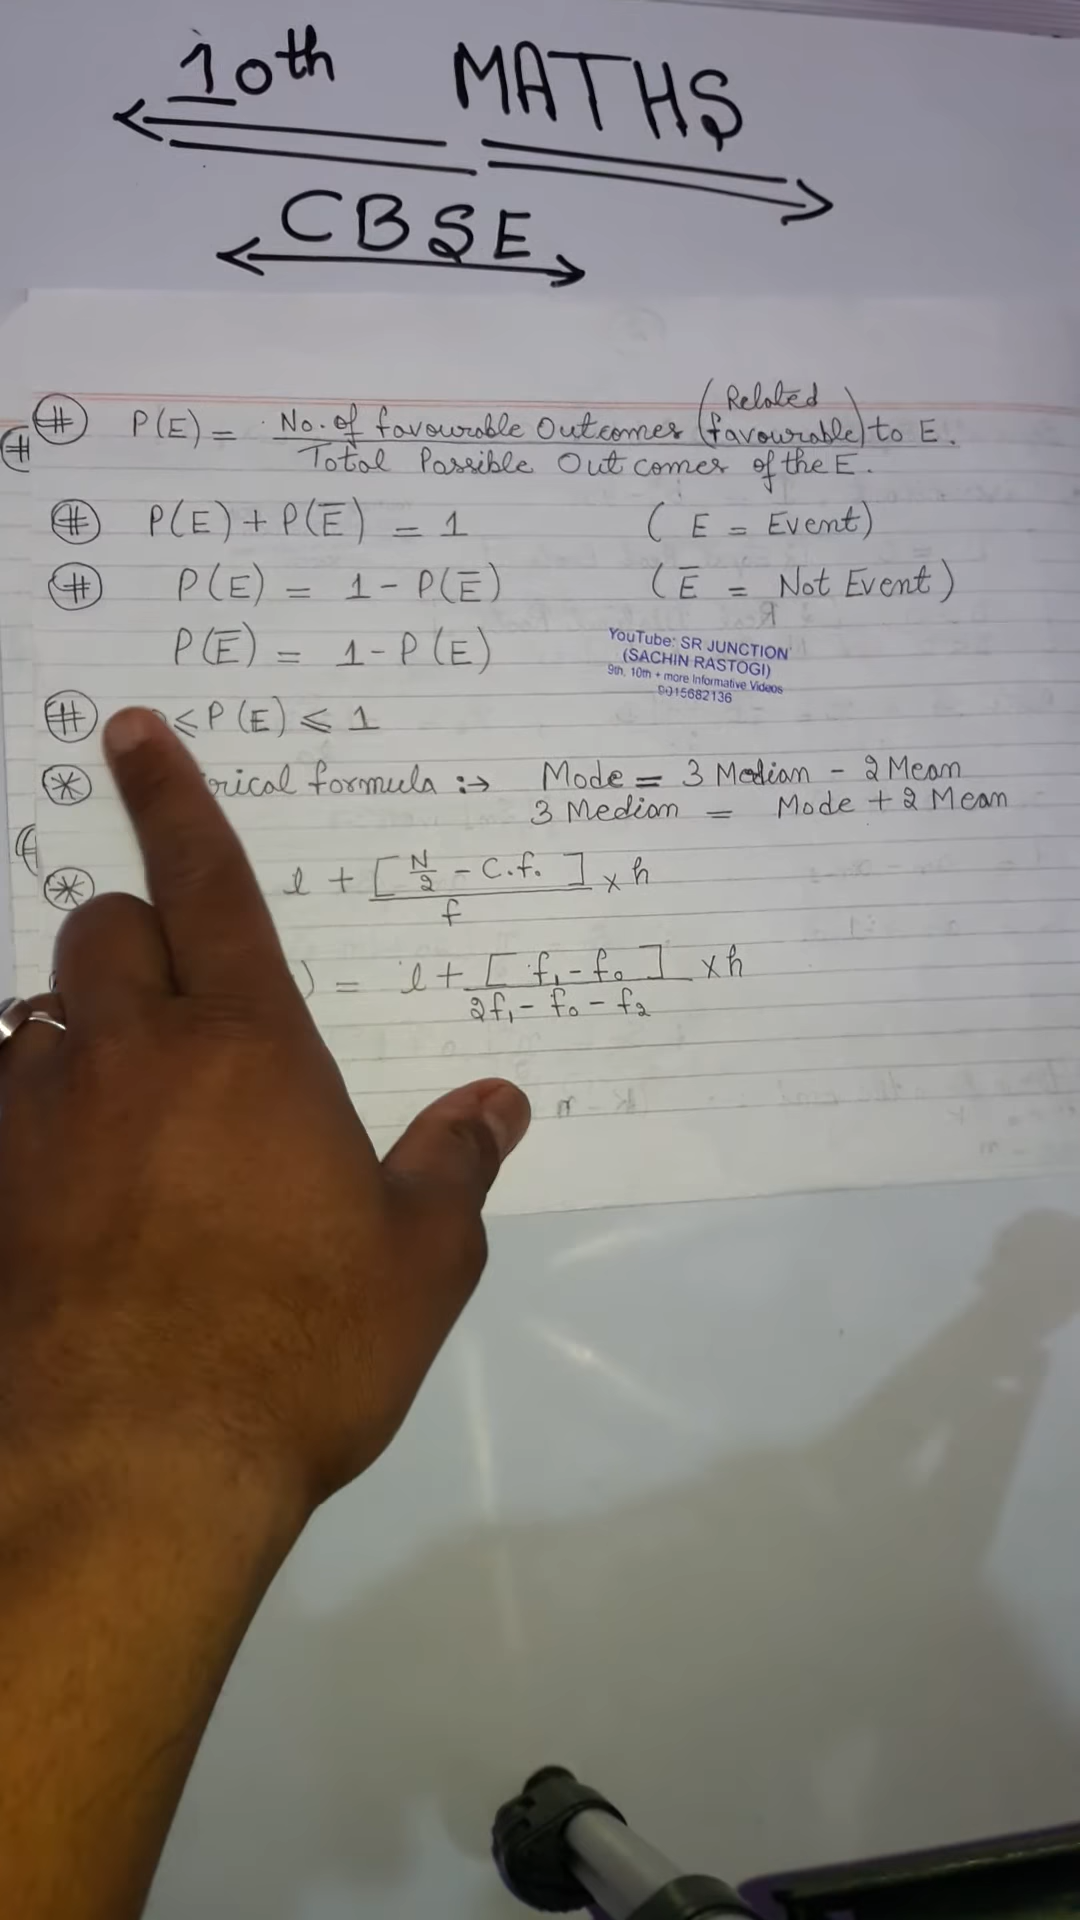 10th MATHS
CBSE
# P(E) = No. of favourable Outcomes (Related favourable) to E.
Total Possible Outcomes of the E.
# P(E) + P(E̅) = 1 ( E = Event)
# P(E) = 1 - P(E̅) ( E̅ = Not Event )
P(E̅) = 1 - P(E)
YouTube: SR JUNCTION
(SACHIN RASTOGI)
9th, 10th + more Informative Videos
9015682136
# ≤ P(E) ≤ 1
* rical formula :→ Mode = 3 Median - 2 Mean
3 Median = Mode + 2 Mean
* l + [ N/2 - C.f. ] / f × h
) = l + [ f₁ - f₀ ] / 2f₁ - f₀ - f₂ × h